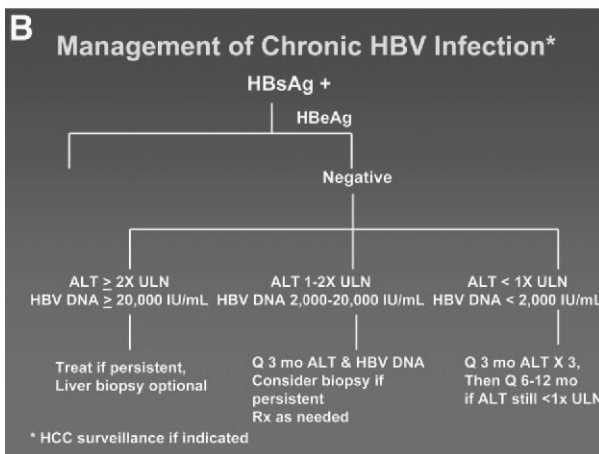 B
Management of Chronic HBV Infection*
HBsAg +
HBeAg
Negative
ALT ≥ 2X ULN
HBV DNA ≥ 20,000 IU/mL
ALT 1-2X ULN
HBV DNA 2,000-20,000 IU/mL
ALT < 1X ULN
HBV DNA < 2,000 IU/mL
Treat if persistent,
Liver biopsy optional
Q 3 mo ALT & HBV DNA
Consider biopsy if
persistent
Rx as needed
Q 3 mo ALT X 3,
Then Q 6-12 mo
if ALT still <1x ULN
* HCC surveillance if indicated